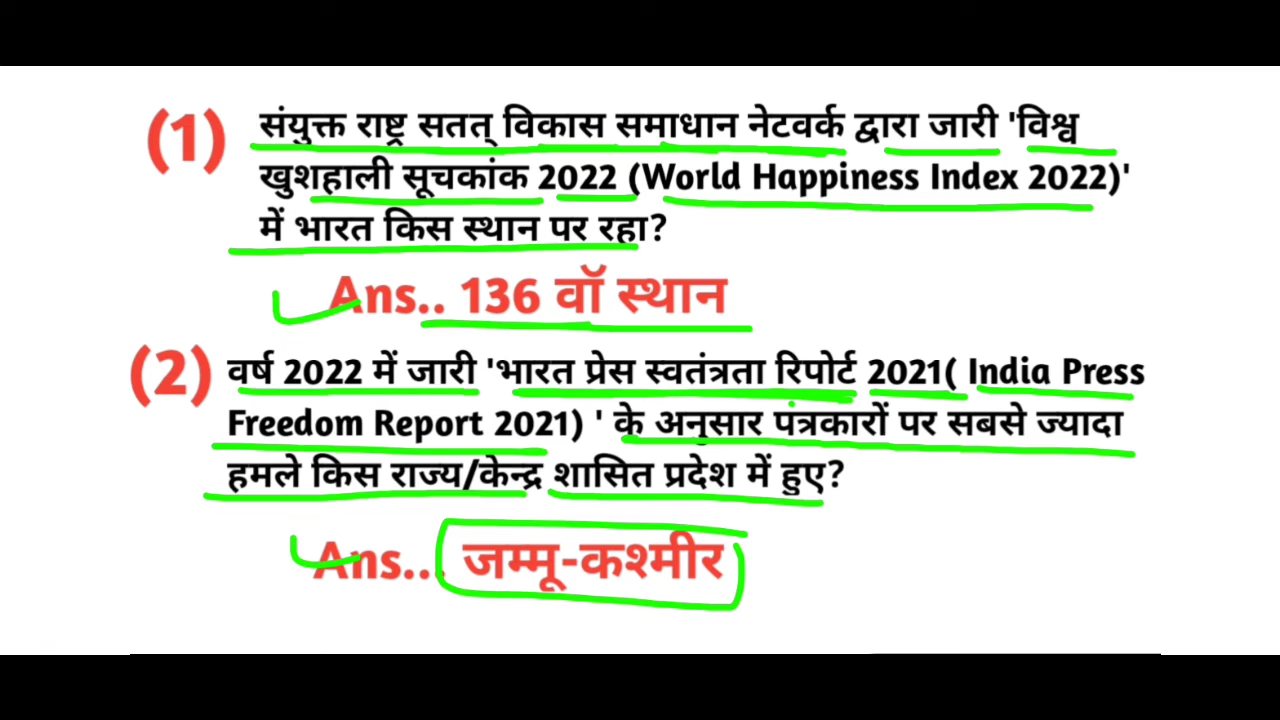 (1) संयुक्त राष्ट्र सतत् विकास समाधान नेटवर्क द्वारा जारी 'विश्व
खुशहाली सूचकांक 2022 (World Happiness Index 2022)'
में भारत किस स्थान पर रहा?
Ans.. 136 वॉ स्थान
(2) वर्ष 2022 में जारी 'भारत प्रेस स्वतंत्रता रिपोर्ट 2021( India Press
Freedom Report 2021) ' के अनुसार पंत्रकारों पर सबसे ज्यादा
हमले किस राज्य/केन्द्र शासित प्रदेश में हुए?
Ans... जम्मू-कश्मीर